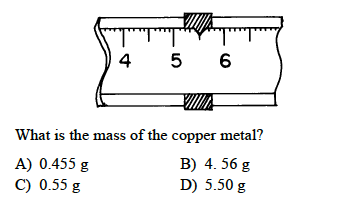 4 5 6
What is the mass of the copper metal?
A) 0.455 g B) 4. 56 g
C) 0.55 g D) 5.50 g